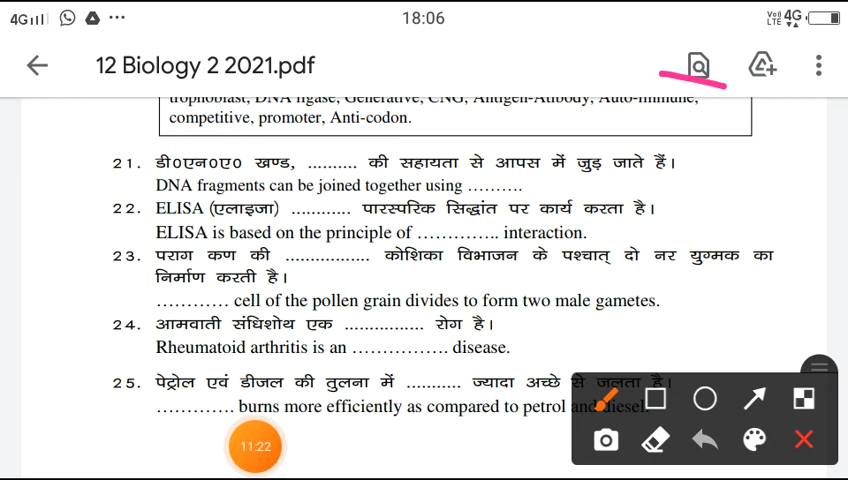 4G 18:06 Vo) LTE 4G
12 Biology 2 2021.pdf
trophoblast, DNA ligase, Generative, CNG, Antigen-Atibody, Auto-immune,
competitive, promoter, Anti-codon.
21. डी0एन0ए0 खण्ड, .......... की सहायता से आपस में जुड़ जाते हैं।
DNA fragments can be joined together using ……….
22. ELISA (एलाइजा) ............ पारस्परिक सिद्धांत पर कार्य करता है।
ELISA is based on the principle of ………….. interaction.
23. पराग कण की ................. कोशिका विभाजन के पश्चात् दो नर युग्मक का
निर्माण करती है।
………… cell of the pollen grain divides to form two male gametes.
24. आमवाती संधिशोथ एक ................ रोग है।
Rheumatoid arthritis is an …………… disease.
25. पेट्रोल एवं डीजल की तुलना में ........... ज्यादा अच्छे से जलता है।
…………. burns more efficiently as compared to petrol and diesel.
11:22